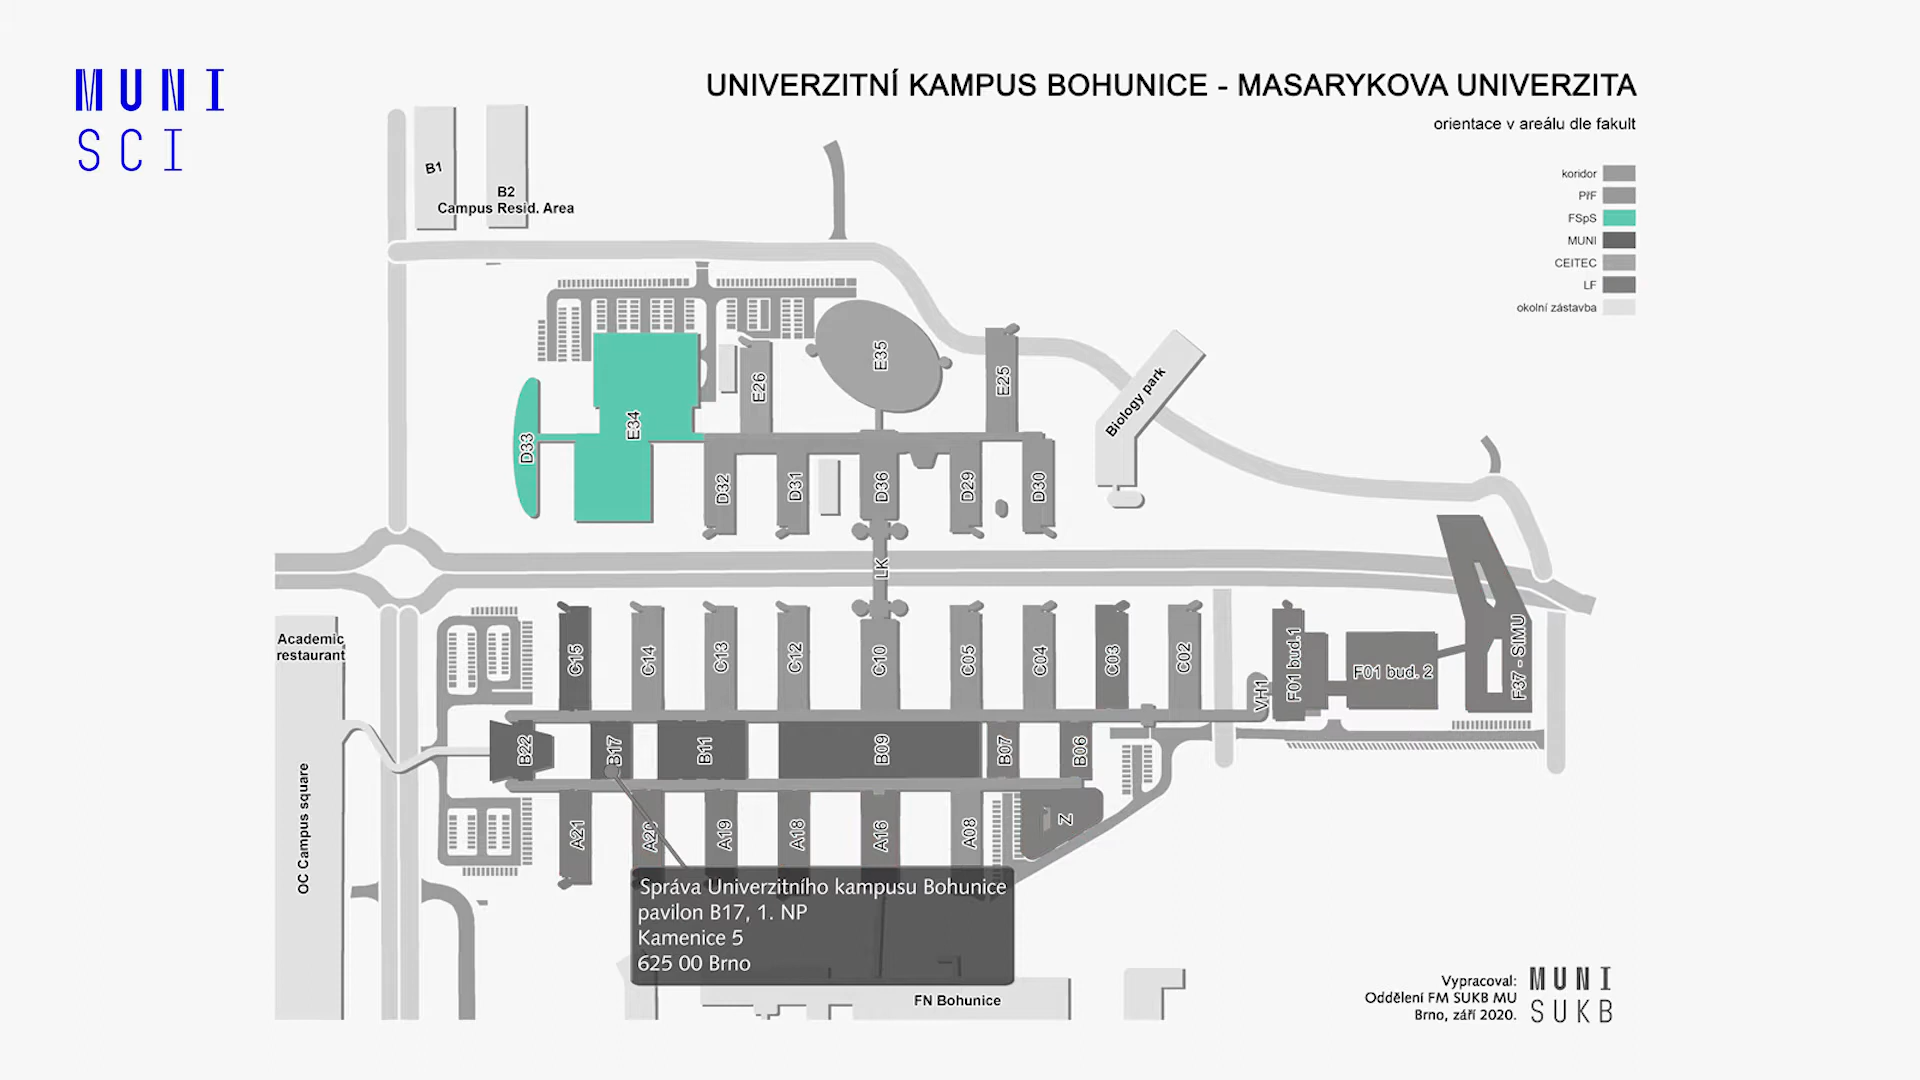 MUNI
SCI
UNIVERZITNÍ KAMPUS BOHUNICE - MASARYKOVA UNIVERZITA
orientace v areálu dle fakult
koridor
PřF
FSpS
MUNI
CEITEC
LF
okolní zástavba
B1
B2
Campus Resid. Area
E26
E35
E25
Biology park
D33
E34
D32
D31
D36
D29
D30
LK
Academic
restaurant
C15
C14
C13
C12
C10
C05
C04
C03
C02
VH1
F01 bud.1
F01 bud. 2
F37 - SIMU
B22
B17
B11
B09
B07
B06
OC Campus square
A21
A20
A19
A18
A16
A08
Z
Správa Univerzitního kampusu Bohunice
pavilon B17, 1. NP
Kamenice 5
625 00 Brno
FN Bohunice
Vypracoval:
Oddělení FM SUKB MU
Brno, září 2020.
MUNI
SUKB